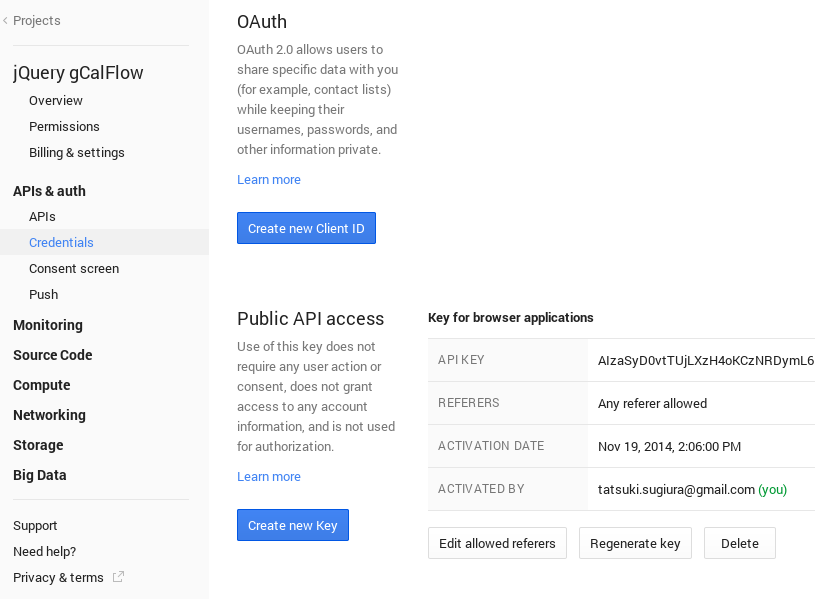 Projects
jQuery gCalFlow
Overview
Permissions
Billing & settings
APIs & auth
APIs
Credentials
Consent screen
Push
Monitoring
Source Code
Compute
Networking
Storage
Big Data
Support
Need help?
Privacy & terms
OAuth
OAuth 2.0 allows users to
share specific data with you
(for example, contact lists)
while keeping their
usernames, passwords, and
other information private.
Learn more
Create new Client ID
Public API access
Use of this key does not
require any user action or
consent, does not grant
access to any account
information, and is not used
for authorization.
Learn more
Create new Key
Key for browser applications
API KEY AIzaSyD0vtTUjLXzH4oKCzNRDymL6
REFERERS Any referer allowed
ACTIVATION DATE Nov 19, 2014, 2:06:00 PM
ACTIVATED BY tatsuki.sugiura@gmail.com (you)
Edit allowed referers Regenerate key Delete